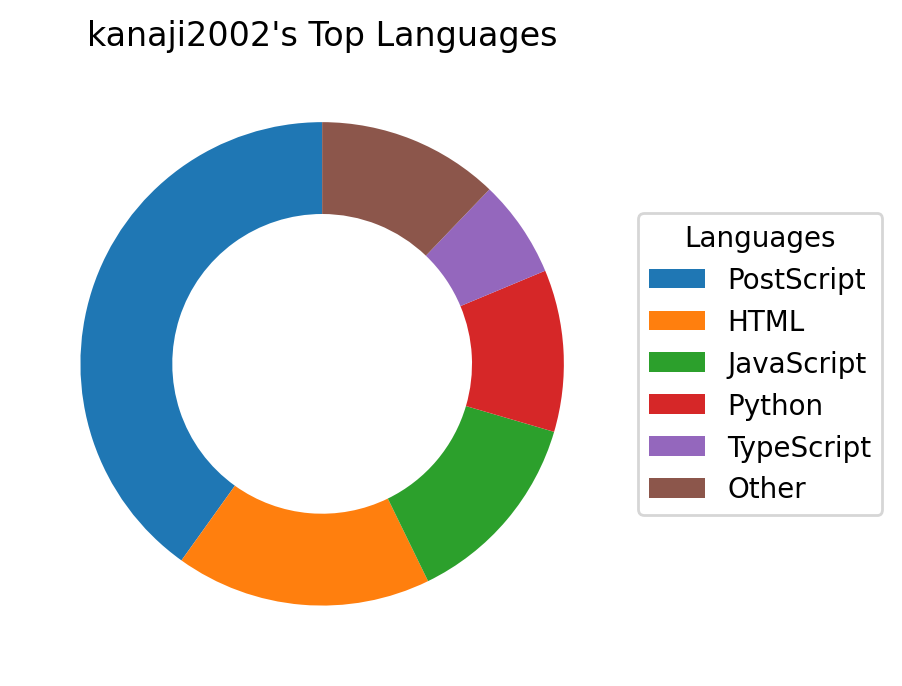 kanaji2002's Top Languages
Languages
PostScript
HTML
JavaScript
Python
TypeScript
Other